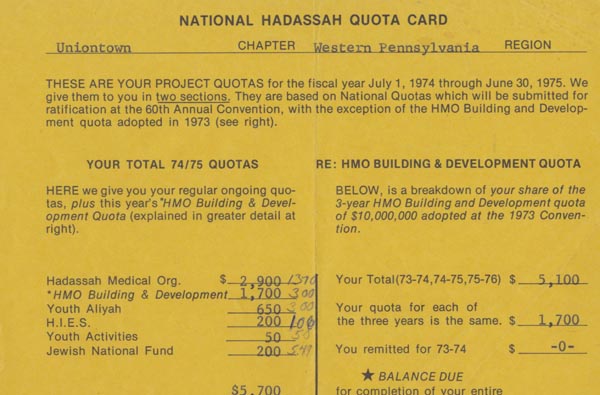 NATIONAL HADASSAH QUOTA CARD
Uniontown CHAPTER Western Pennsylvania REGION
THESE ARE YOUR PROJECT QUOTAS for the fiscal year July 1, 1974 through June 30, 1975. We
give them to you in two sections. They are based on National Quotas which will be submitted for
ratification at the 60th Annual Convention, with the exception of the HMO Building and Develop-
ment quota adopted in 1973 (see right).
YOUR TOTAL 74/75 QUOTAS
HERE we give you your regular ongoing quo-
tas, plus this year's *HMO Building & Devel-
opment Quota (explained in greater detail at
right).
Hadassah Medical Org. $ 2,900
*HMO Building & Development 1,700 300
Youth Aliyah 650 300
H.I.E.S. 200 100
Youth Activities 50 50
Jewish National Fund 200
$5,700
RE: HMO BUILDING & DEVELOPMENT QUOTA
BELOW, is a breakdown of your share of the
3-year HMO Building and Development quota
of $10,000,000 adopted at the 1973 Conven-
tion.
Your Total(73-74,74-75,75-76) $ 5,100
Your quota for each of
the three years is the same. $ 1,700
You remitted for 73-74 $ -0-
★ BALANCE DUE
for completion of your entire